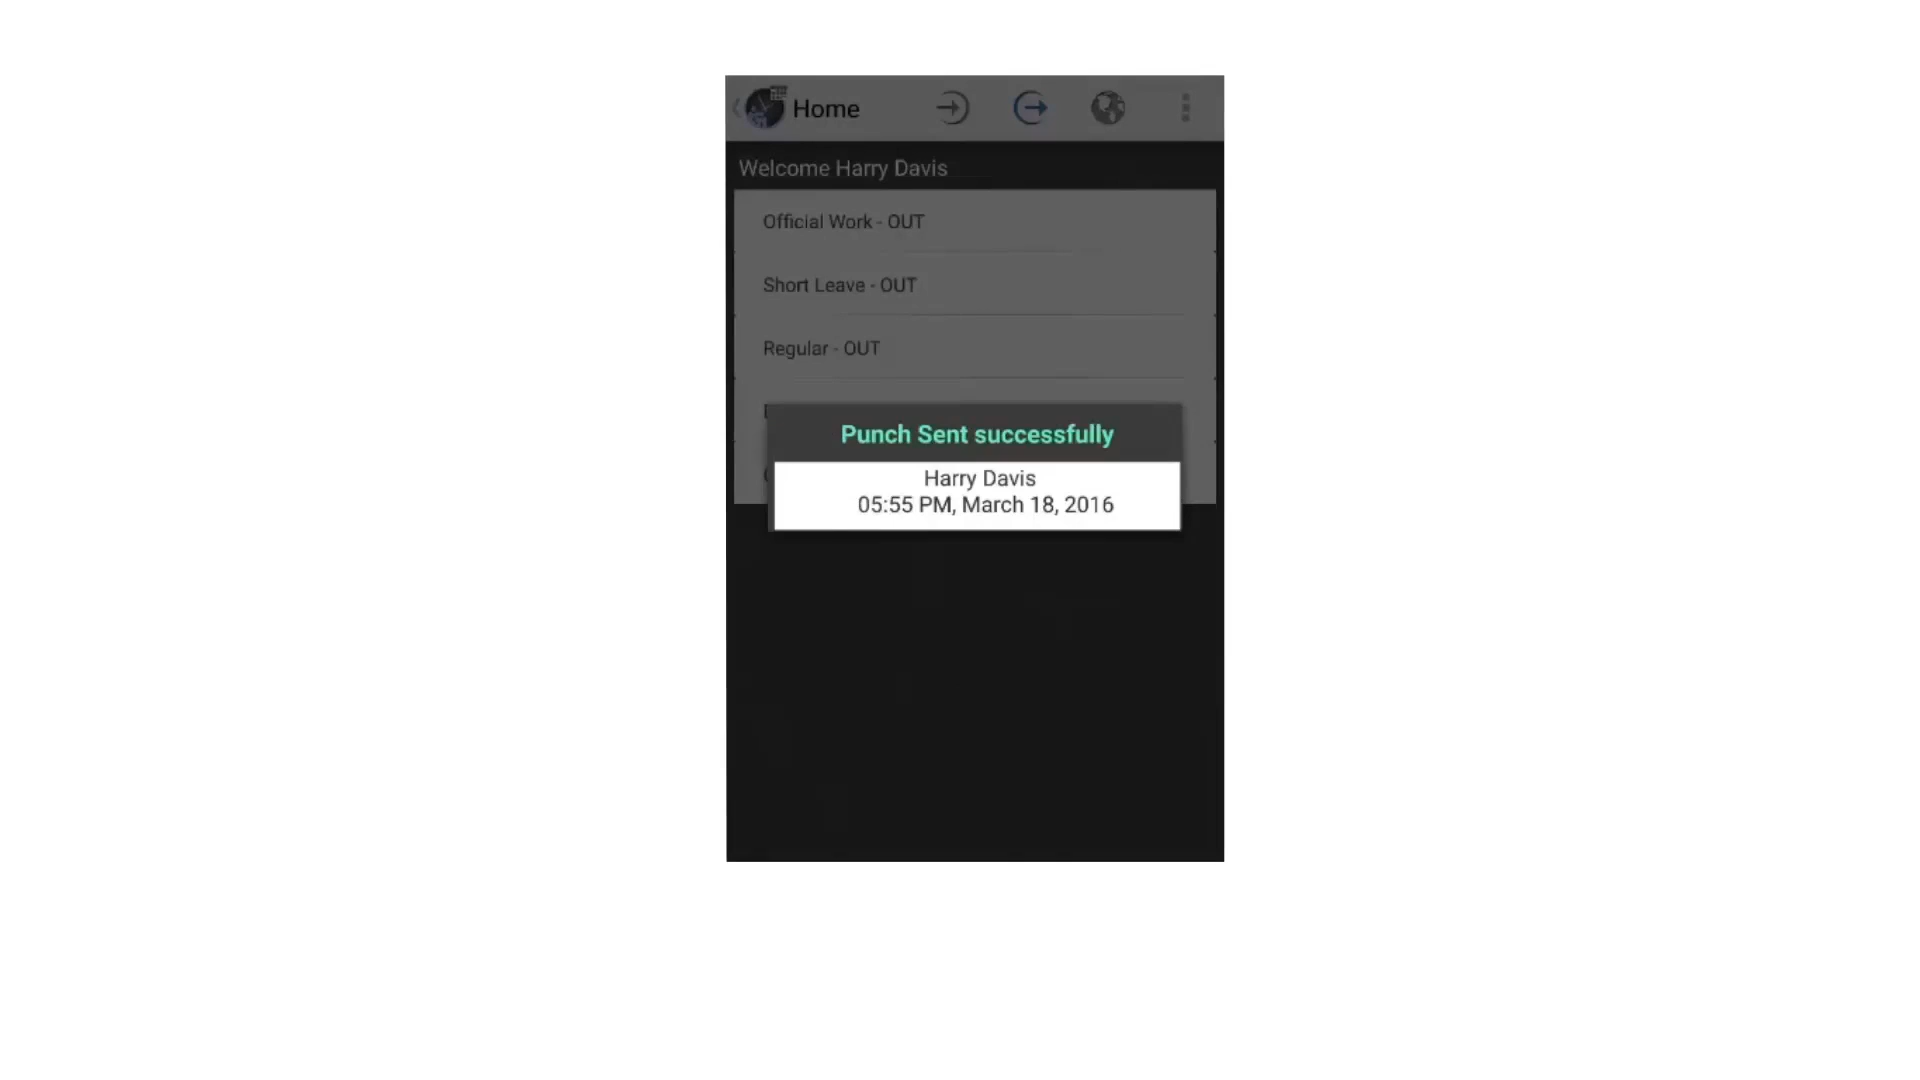 Home
Welcome Harry Davis
Official Work - OUT
Short Leave - OUT
Regular - OUT
Punch Sent successfully
Harry Davis
05:55 PM, March 18, 2016